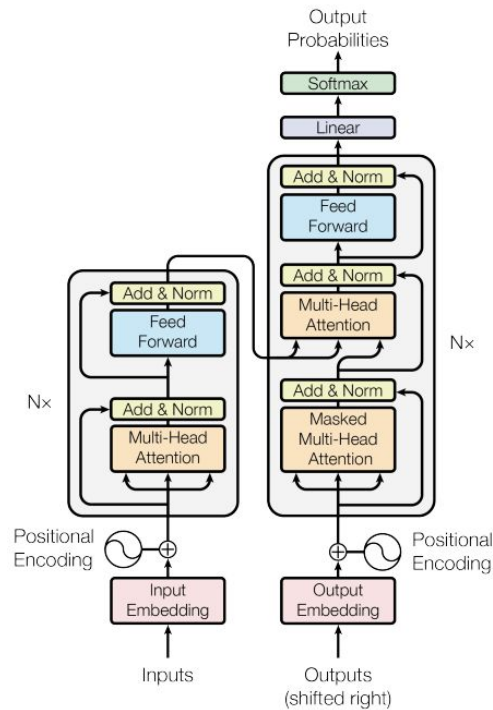 Output
Probabilities
Softmax
Linear
Add & Norm
Feed
Forward
Add & Norm
Multi-Head
Attention
Add & Norm
Masked
Multi-Head
Attention
N×
Add & Norm
Feed
Forward
Add & Norm
Multi-Head
Attention
N×
Positional
Encoding
Positional
Encoding
Input
Embedding
Output
Embedding
Inputs
Outputs
(shifted right)